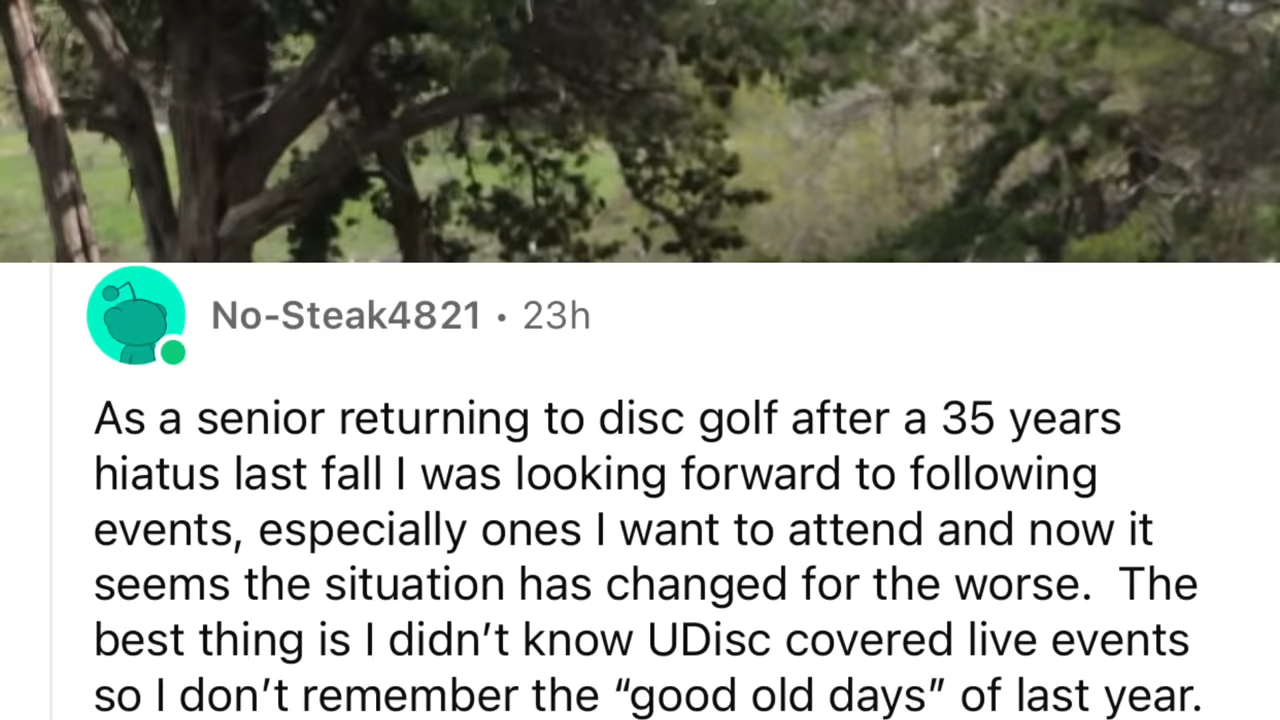 No-Steak4821 • 23h
As a senior returning to disc golf after a 35 years
hiatus last fall I was looking forward to following
events, especially ones I want to attend and now it
seems the situation has changed for the worse.  The
best thing is I didn’t know UDisc covered live events
so I don’t remember the “good old days” of last year.